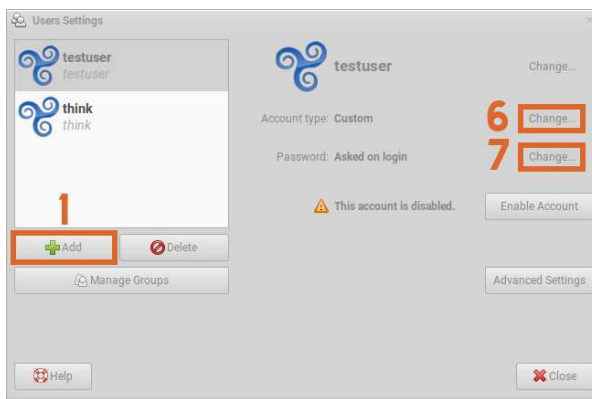 Users Settings
testuser
testuser
think
think
1
Add
Delete
Manage Groups
Help
testuser
Change...
Account type: Custom
6
Change...
Password: Asked on login
7
Change...
This account is disabled.
Enable Account
Advanced Settings
Close